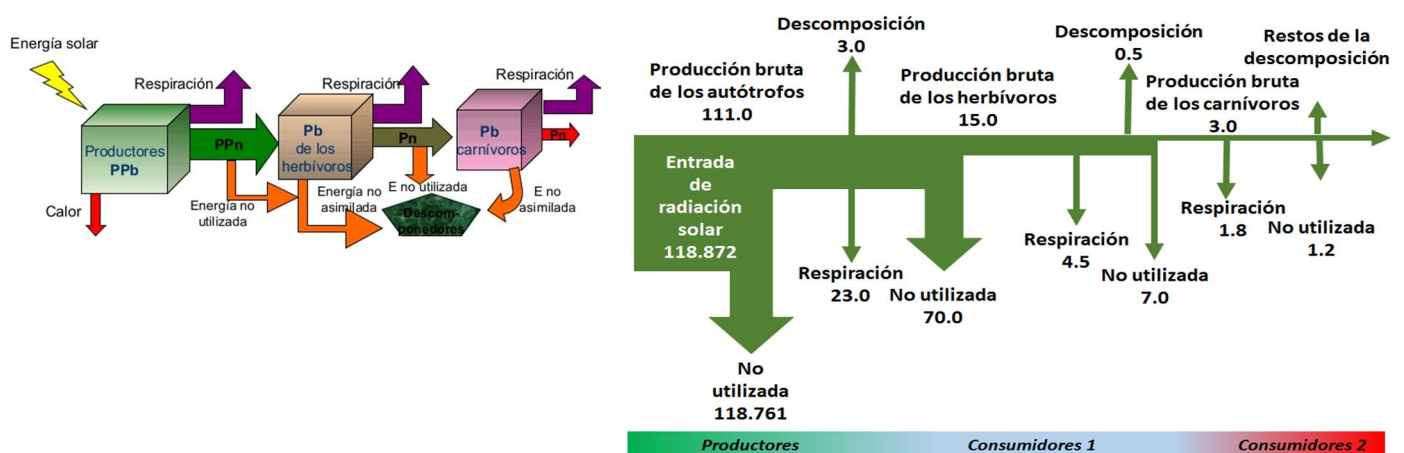 Energía solar
Respiración
Respiración
Respiración
Productores
PPb
PPn
Pb
de los
herbívoros
Pn
Pb
carnívoros
Pn
Calor
Energía no
utilizada
Energía no
asimilada
E no utilizada
E no
asimilada
Descom-
ponedores
Descomposición
3.0
Descomposición
0.5
Restos de la
descomposición
Producción bruta
de los autótrofos
111.0
Producción bruta
de los herbívoros
15.0
Producción bruta
de los carnívoros
3.0
Entrada
de
radiación
solar
118.872
Respiración
23.0
No utilizada
70.0
Respiración
4.5
No utilizada
7.0
Respiración
1.8
No utilizada
1.2
No
utilizada
118.761
Productores
Consumidores 1
Consumidores 2